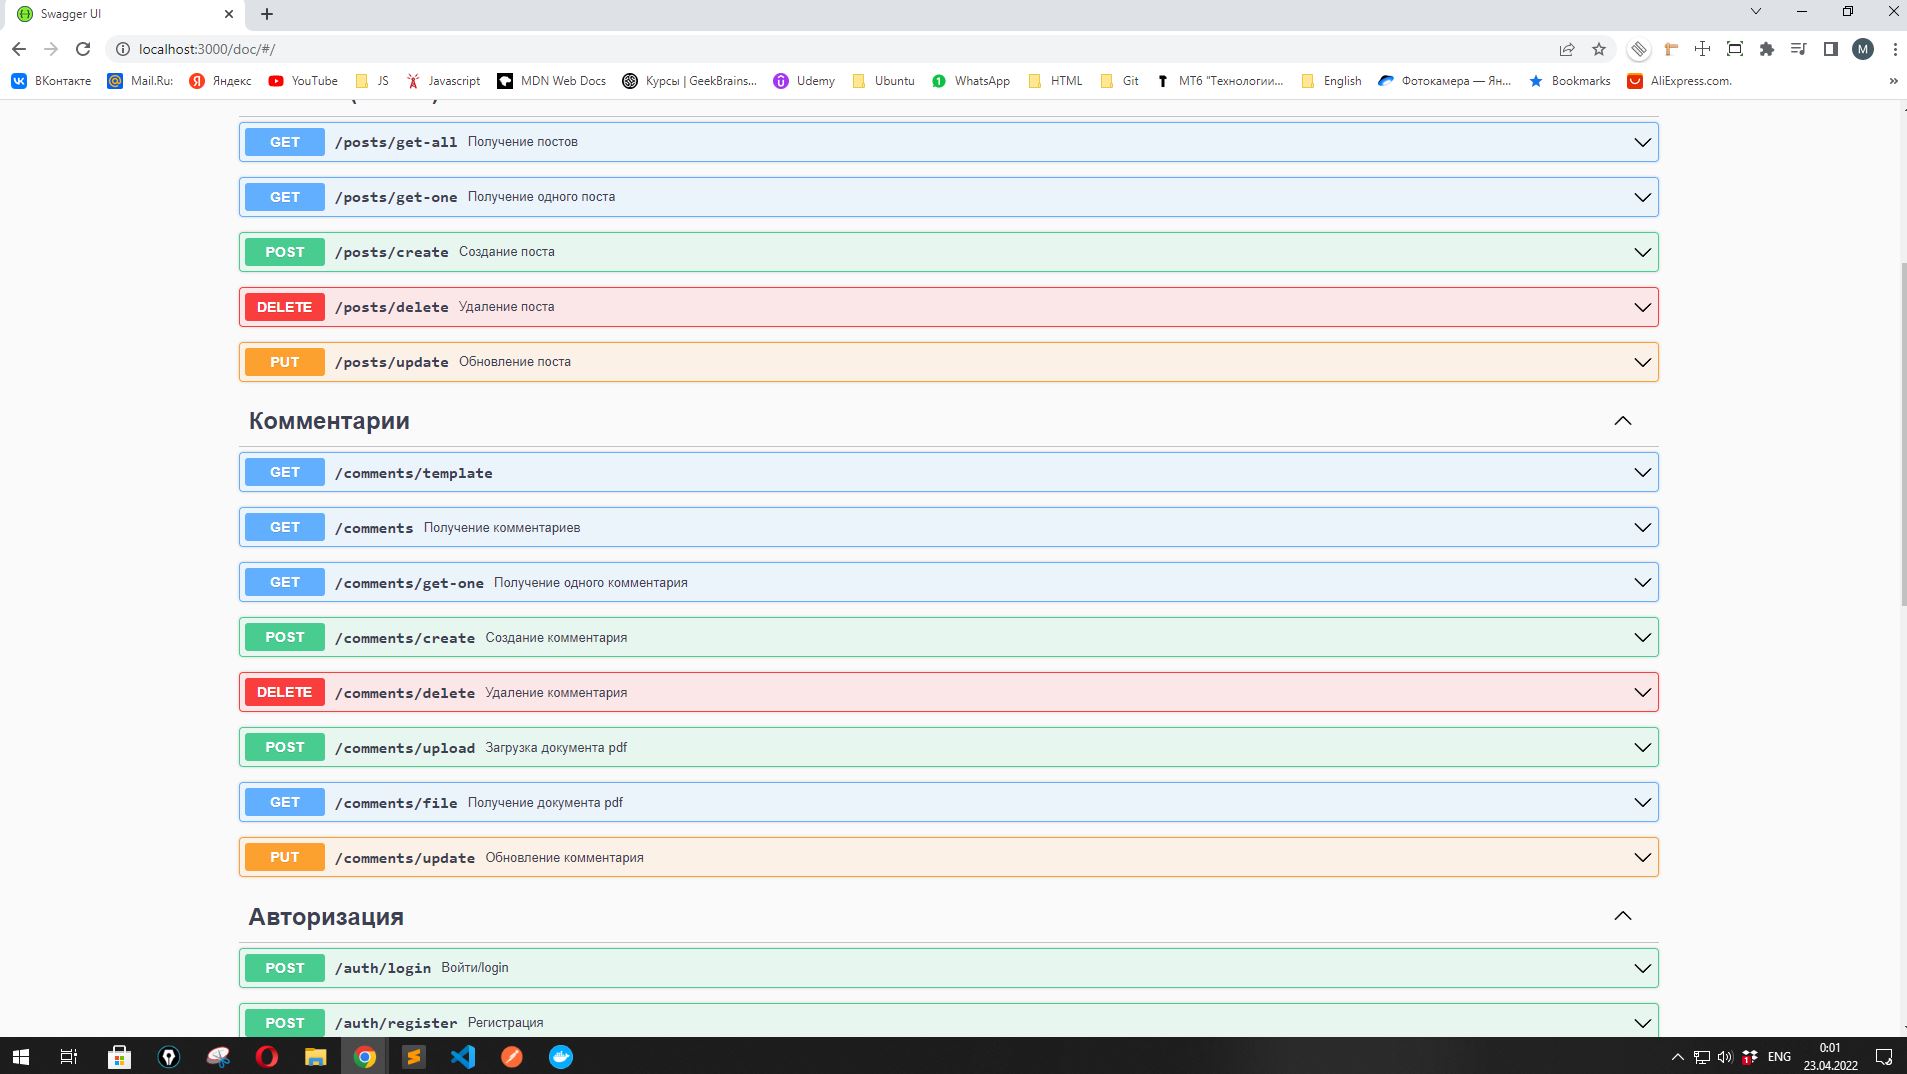 Swagger UI
localhost:3000/doc/#/
M
ВКонтакте Mail.Ru: Яндекс YouTube JS Javascript MDN Web Docs Курсы | GeekBrains... Udemy Ubuntu WhatsApp HTML Git МТ6 "Технологии... English Фотокамера — Ян... Bookmarks AliExpress.com. »
GET /posts/get-all Получение постов
GET /posts/get-one Получение одного поста
POST /posts/create Создание поста
DELETE /posts/delete Удаление поста
PUT /posts/update Обновление поста
Комментарии
GET /comments/template
GET /comments Получение комментариев
GET /comments/get-one Получение одного комментария
POST /comments/create Создание комментария
DELETE /comments/delete Удаление комментария
POST /comments/upload Загрузка документа pdf
GET /comments/file Получение документа pdf
PUT /comments/update Обновление комментария
Авторизация
POST /auth/login Войти/login
POST /auth/register Регистрация
ENG
0:01
23.04.2022